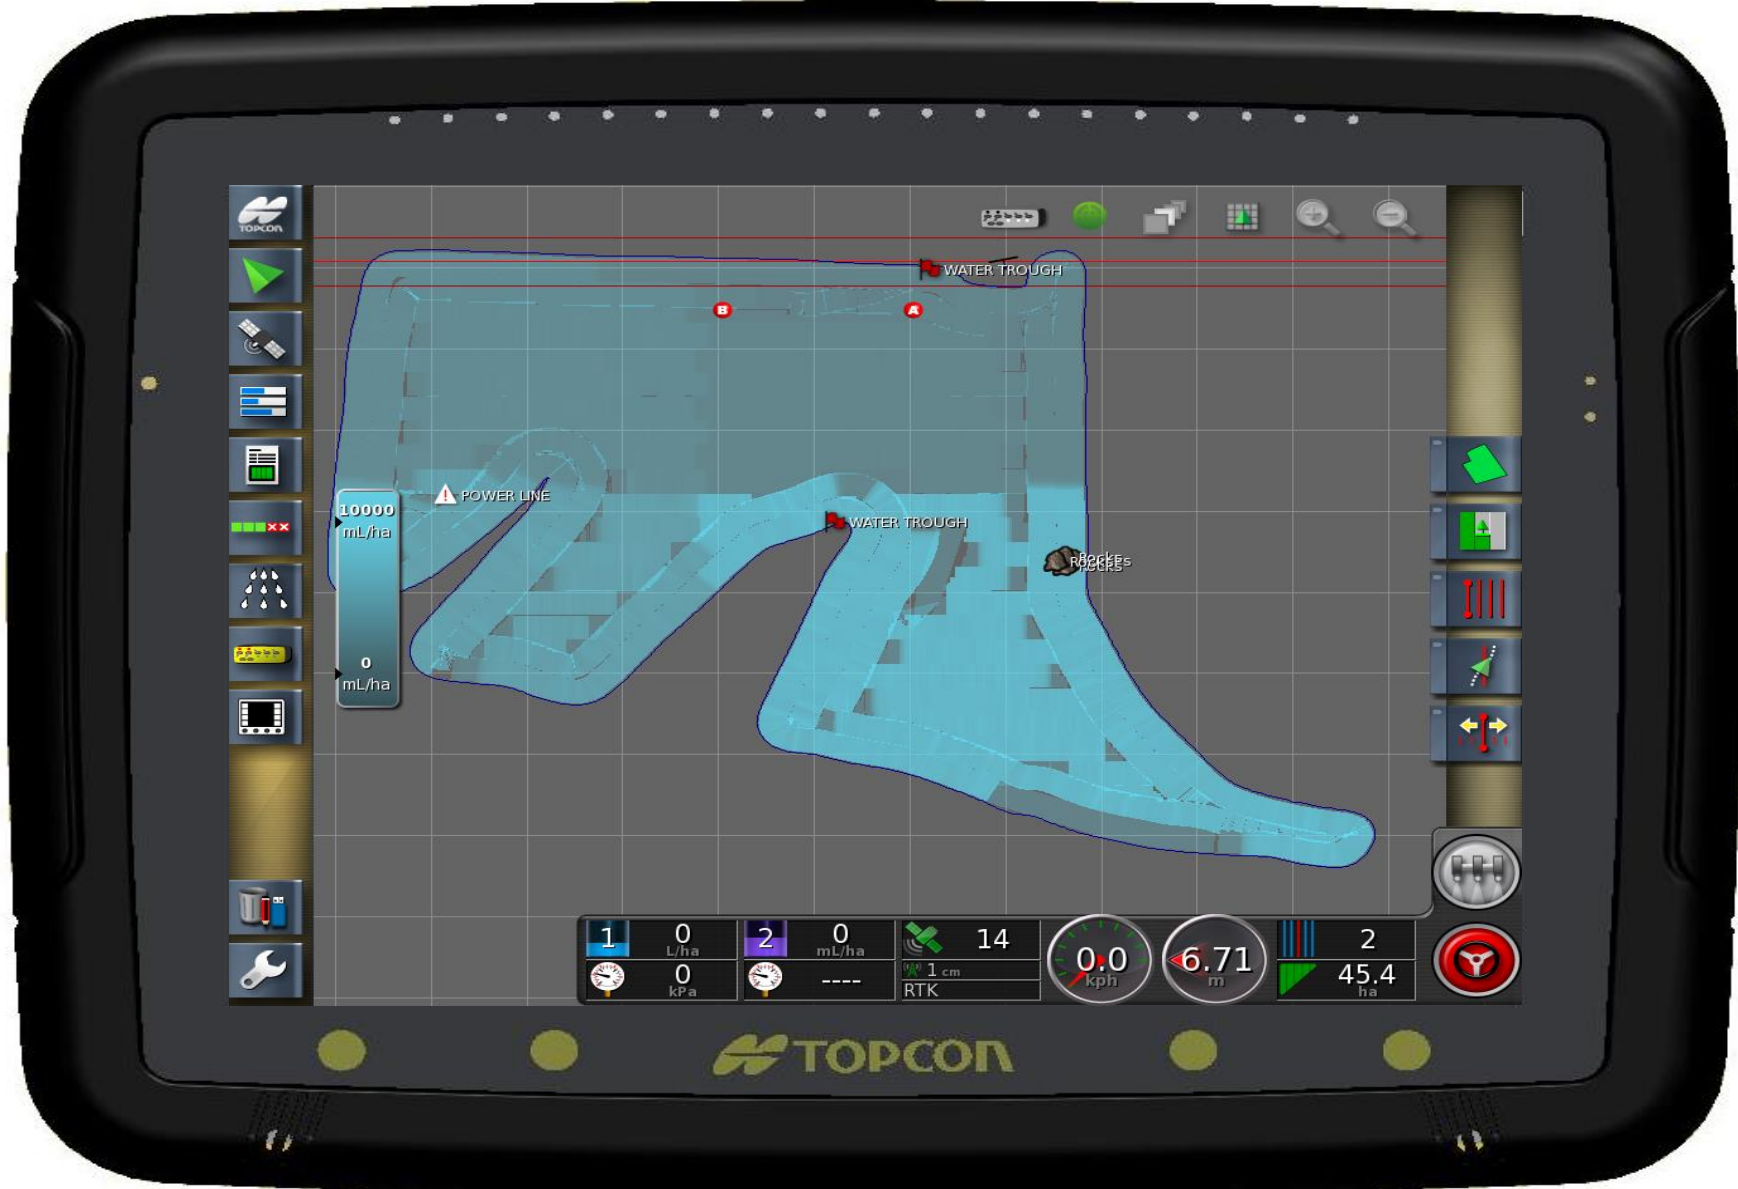 TOPCON
WATER TROUGH
B
A
POWER LINE
10000
mL/ha
WATER TROUGH
Rocks
0
mL/ha
1
0
L/ha
0
kPa
2
0
mL/ha
----
14
1 cm
RTK
0.0
kph
6.71
m
2
45.4
ha
TOPCON